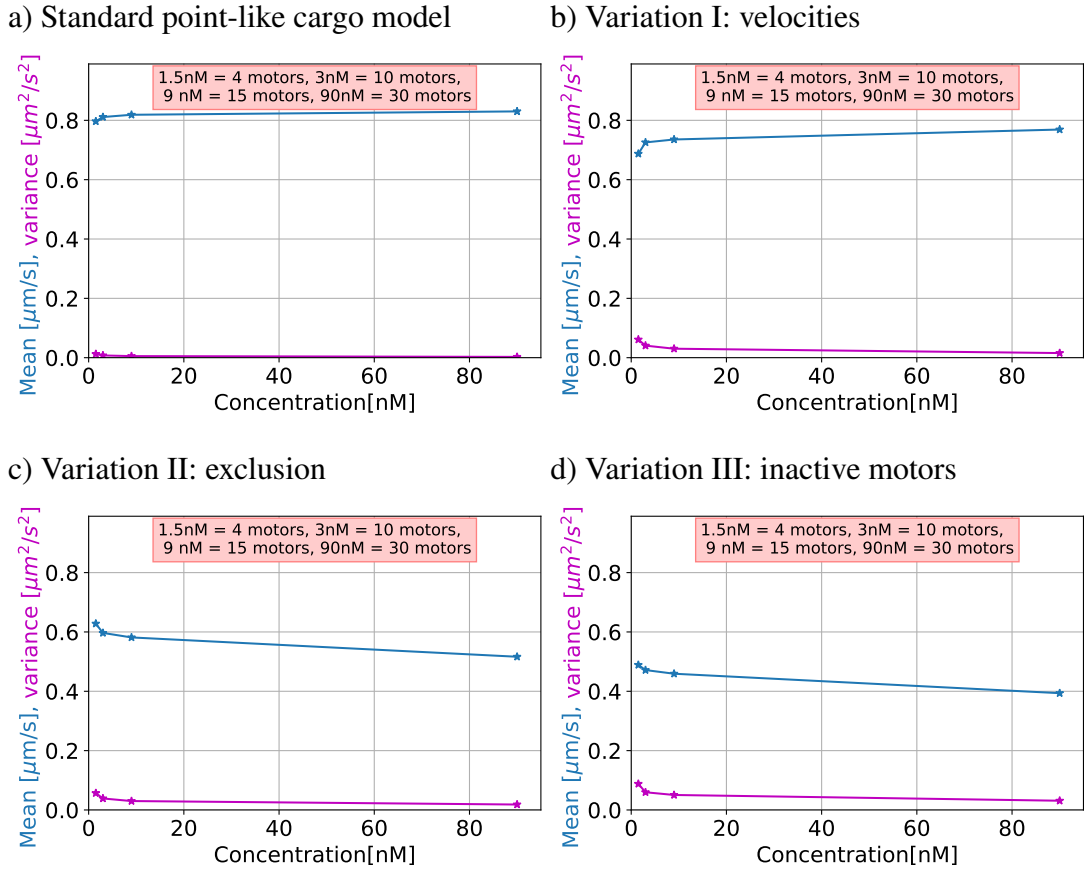 a) Standard point-like cargo model
1.5nM = 4 motors, 3nM = 10 motors,
9 nM = 15 motors, 90nM = 30 motors
Mean [μm/s], variance [μm²/s²]
0.8
0.6
0.4
0.2
0.0
0 20 40 60 80
Concentration[nM]
b) Variation I: velocities
1.5nM = 4 motors, 3nM = 10 motors,
9 nM = 15 motors, 90nM = 30 motors
Mean [μm/s], variance [μm²/s²]
0.8
0.6
0.4
0.2
0.0
0 20 40 60 80
Concentration[nM]
c) Variation II: exclusion
1.5nM = 4 motors, 3nM = 10 motors,
9 nM = 15 motors, 90nM = 30 motors
Mean [μm/s], variance [μm²/s²]
0.8
0.6
0.4
0.2
0.0
0 20 40 60 80
Concentration[nM]
d) Variation III: inactive motors
1.5nM = 4 motors, 3nM = 10 motors,
9 nM = 15 motors, 90nM = 30 motors
Mean [μm/s], variance [μm²/s²]
0.8
0.6
0.4
0.2
0.0
0 20 40 60 80
Concentration[nM]